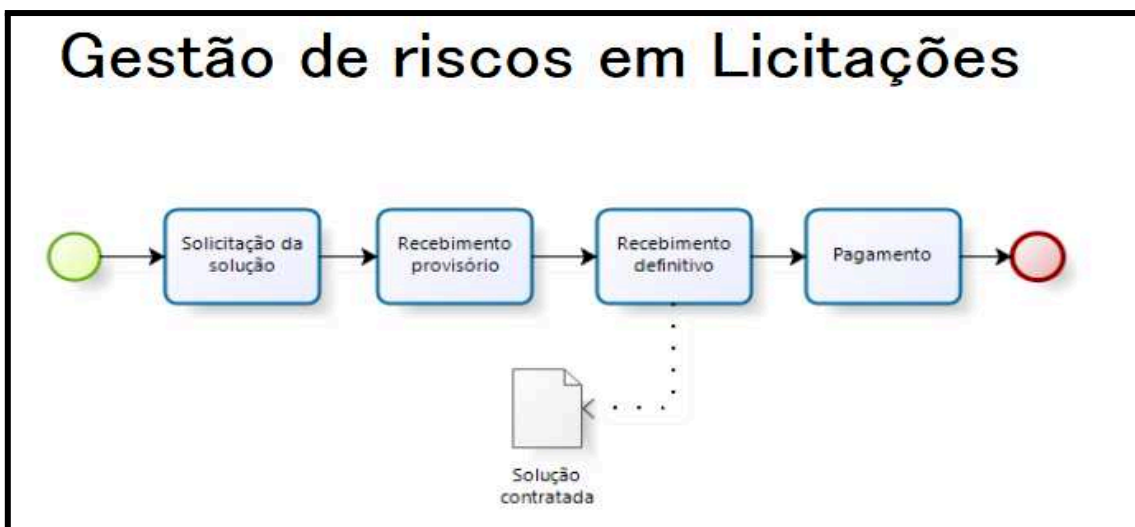 Gestão de riscos em Licitações
Solicitação da
solução
Recebimento
provisório
Recebimento
definitivo
Pagamento
Solução
contratada